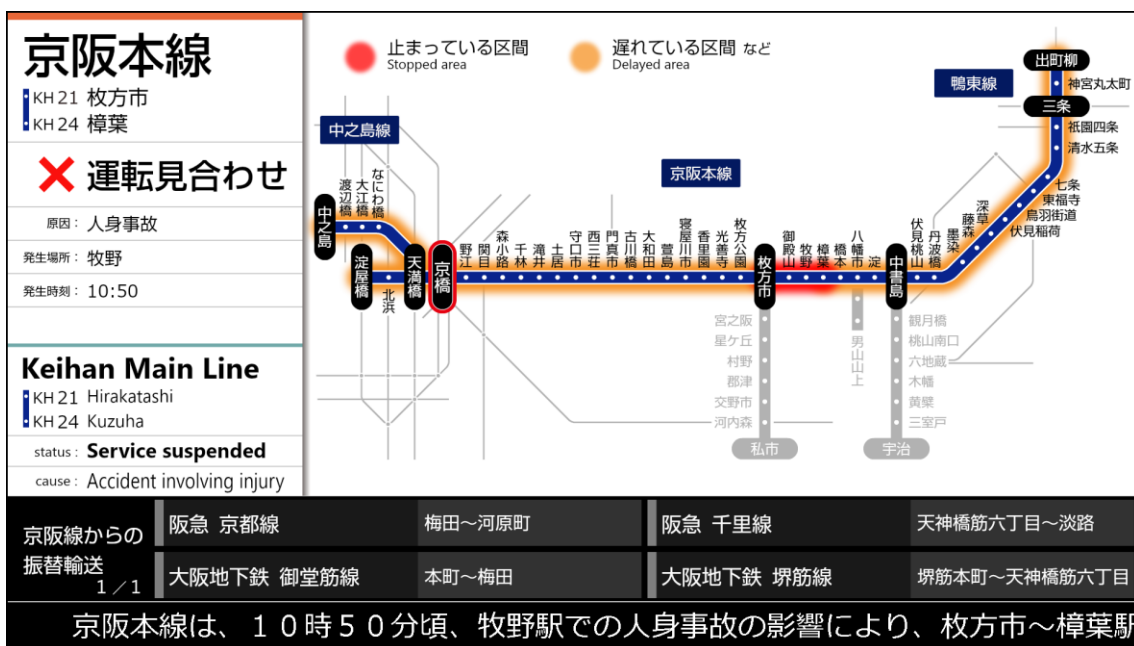 京阪本線
KH 21 枚方市
KH 24 樟葉
運転見合わせ
原因： 人身事故
発生場所： 牧野
発生時刻： 10:50
Keihan Main Line
KH 21 Hirakatashi
KH 24 Kuzuha
status : Service suspended
cause : Accident involving injury
止まっている区間
Stopped area
遅れている区間 など
Delayed area
中之島線
京阪本線
鴨東線
出町柳
神宮丸太町
三条
祇園四条
清水五条
七条
東福寺
鳥羽街道
伏見稲荷
深草
藤森
墨染
丹波橋
伏見桃山
中書島
淀
八幡市
橋本
樟葉
牧野
御殿山
枚方市
枚方公園
光善寺
香里園
寝屋川市
萱島
大和田
古川橋
門真市
西三荘
守口市
土居
滝井
千林
森小路
関目
野江
京橋
天満橋
北浜
淀屋橋
なにわ橋
大江橋
渡辺橋
中之島
宮之阪
星ケ丘
村野
郡津
交野市
河内森
私市
男山山上
観月橋
桃山南口
六地蔵
木幡
黄檗
三室戸
宇治
京阪線からの
振替輸送
1／1
阪急 京都線 梅田～河原町
阪急 千里線 天神橋筋六丁目～淡路
大阪地下鉄 御堂筋線 本町～梅田
大阪地下鉄 堺筋線 堺筋本町～天神橋筋六丁目
京阪本線は、１０時５０分頃、牧野駅での人身事故の影響により、枚方市～樟葉駅